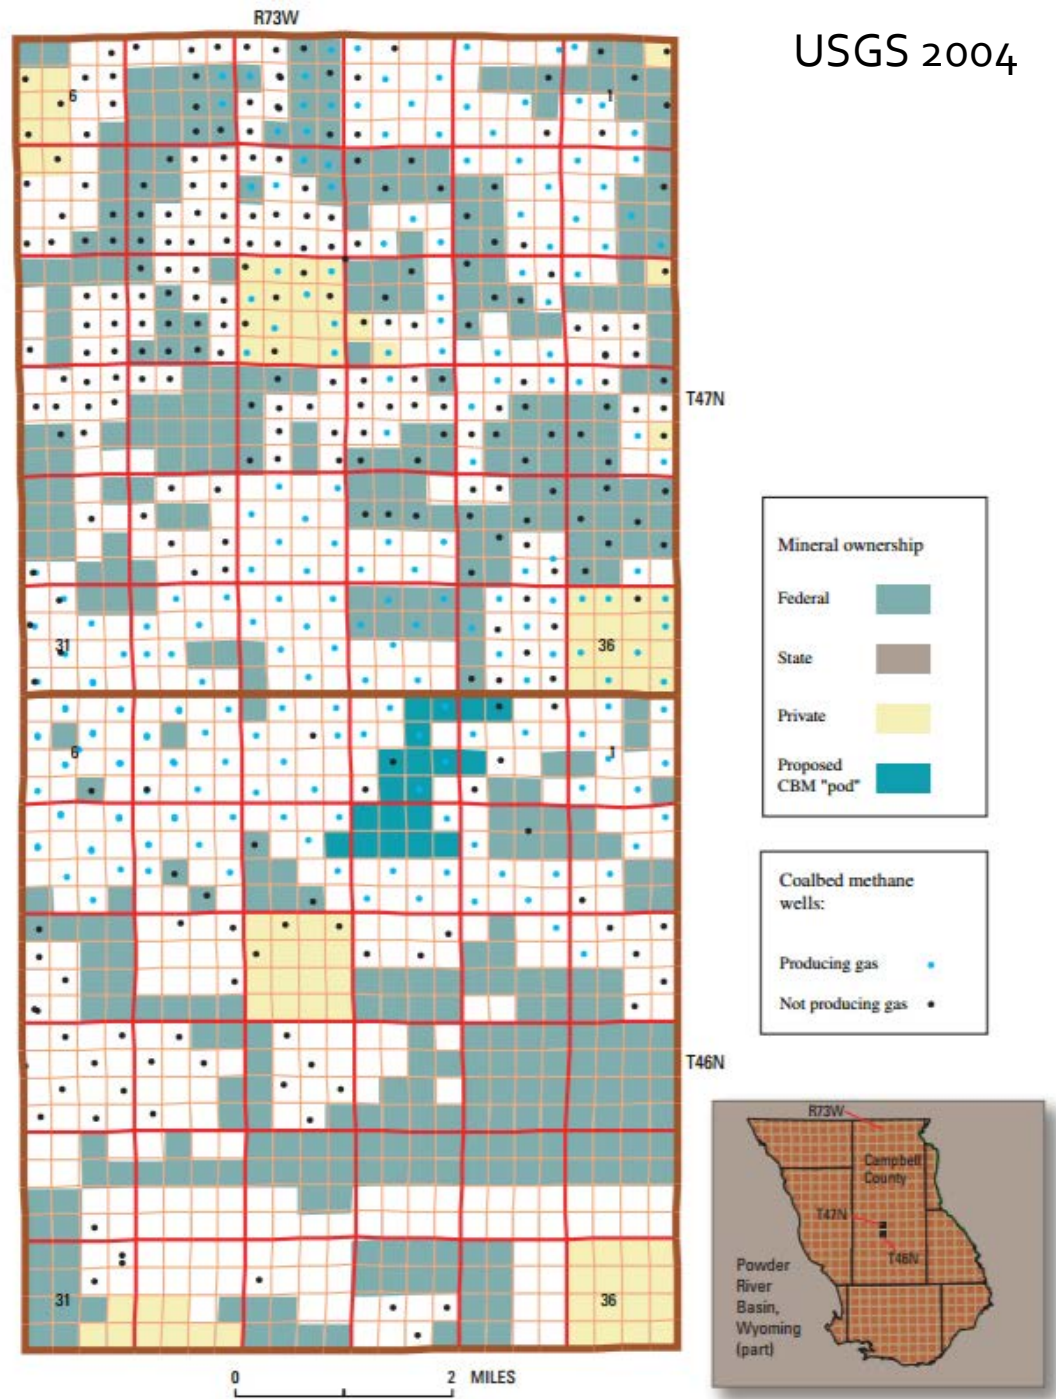 R73W
USGS 2004
6
1
T47N
31
36
6
1
T46N
31
36
Mineral ownership
Federal
State
Private
Proposed
CBM "pod"
Coalbed methane
wells:
Producing gas
Not producing gas
R73W
Campbell
County
T47N
T46N
Powder
River
Basin,
Wyoming
(part)
0 2 MILES